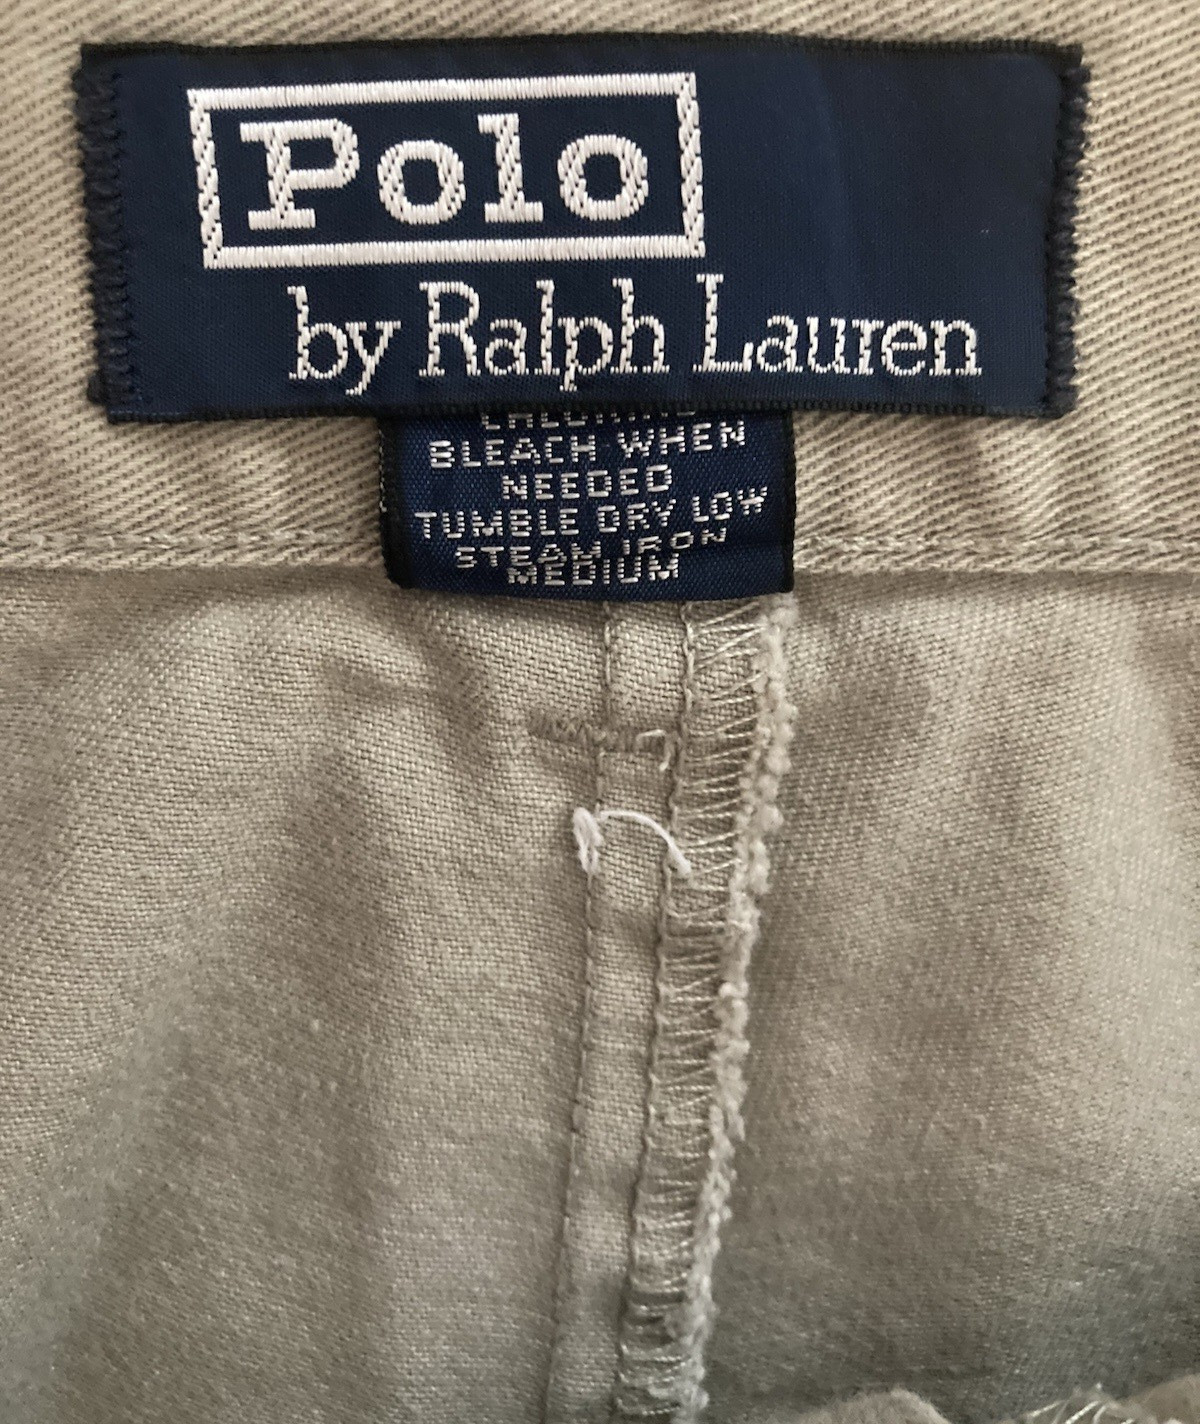 Polo
by Ralph Lauren
BLEACH WHEN
NEEDED
TUMBLE DRY LOW
STEAM IRON
MEDIUM